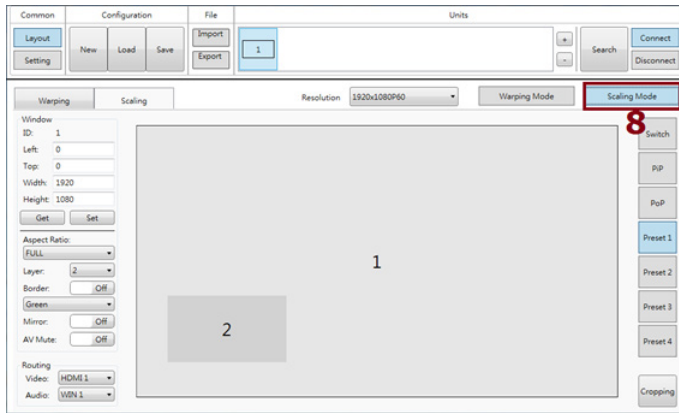 Common Configuration File Units
Layout New Load Save Import 1 + Search Connect
Setting Export - Disconnect
Warping Scaling Resolution 1920x1080P60 Warping Mode Scaling Mode
8
Window
ID: 1
Left: 0
Top: 0
Width: 1920
Height: 1080
Get Set
Aspect Ratio:
FULL
Layer: 2
Border: Off
Green
Mirror: Off
AV Mute: Off
Routing
Video: HDMI 1
Audio: WIN 1
1
2
Switch
PiP
PoP
Preset 1
Preset 2
Preset 3
Preset 4
Cropping